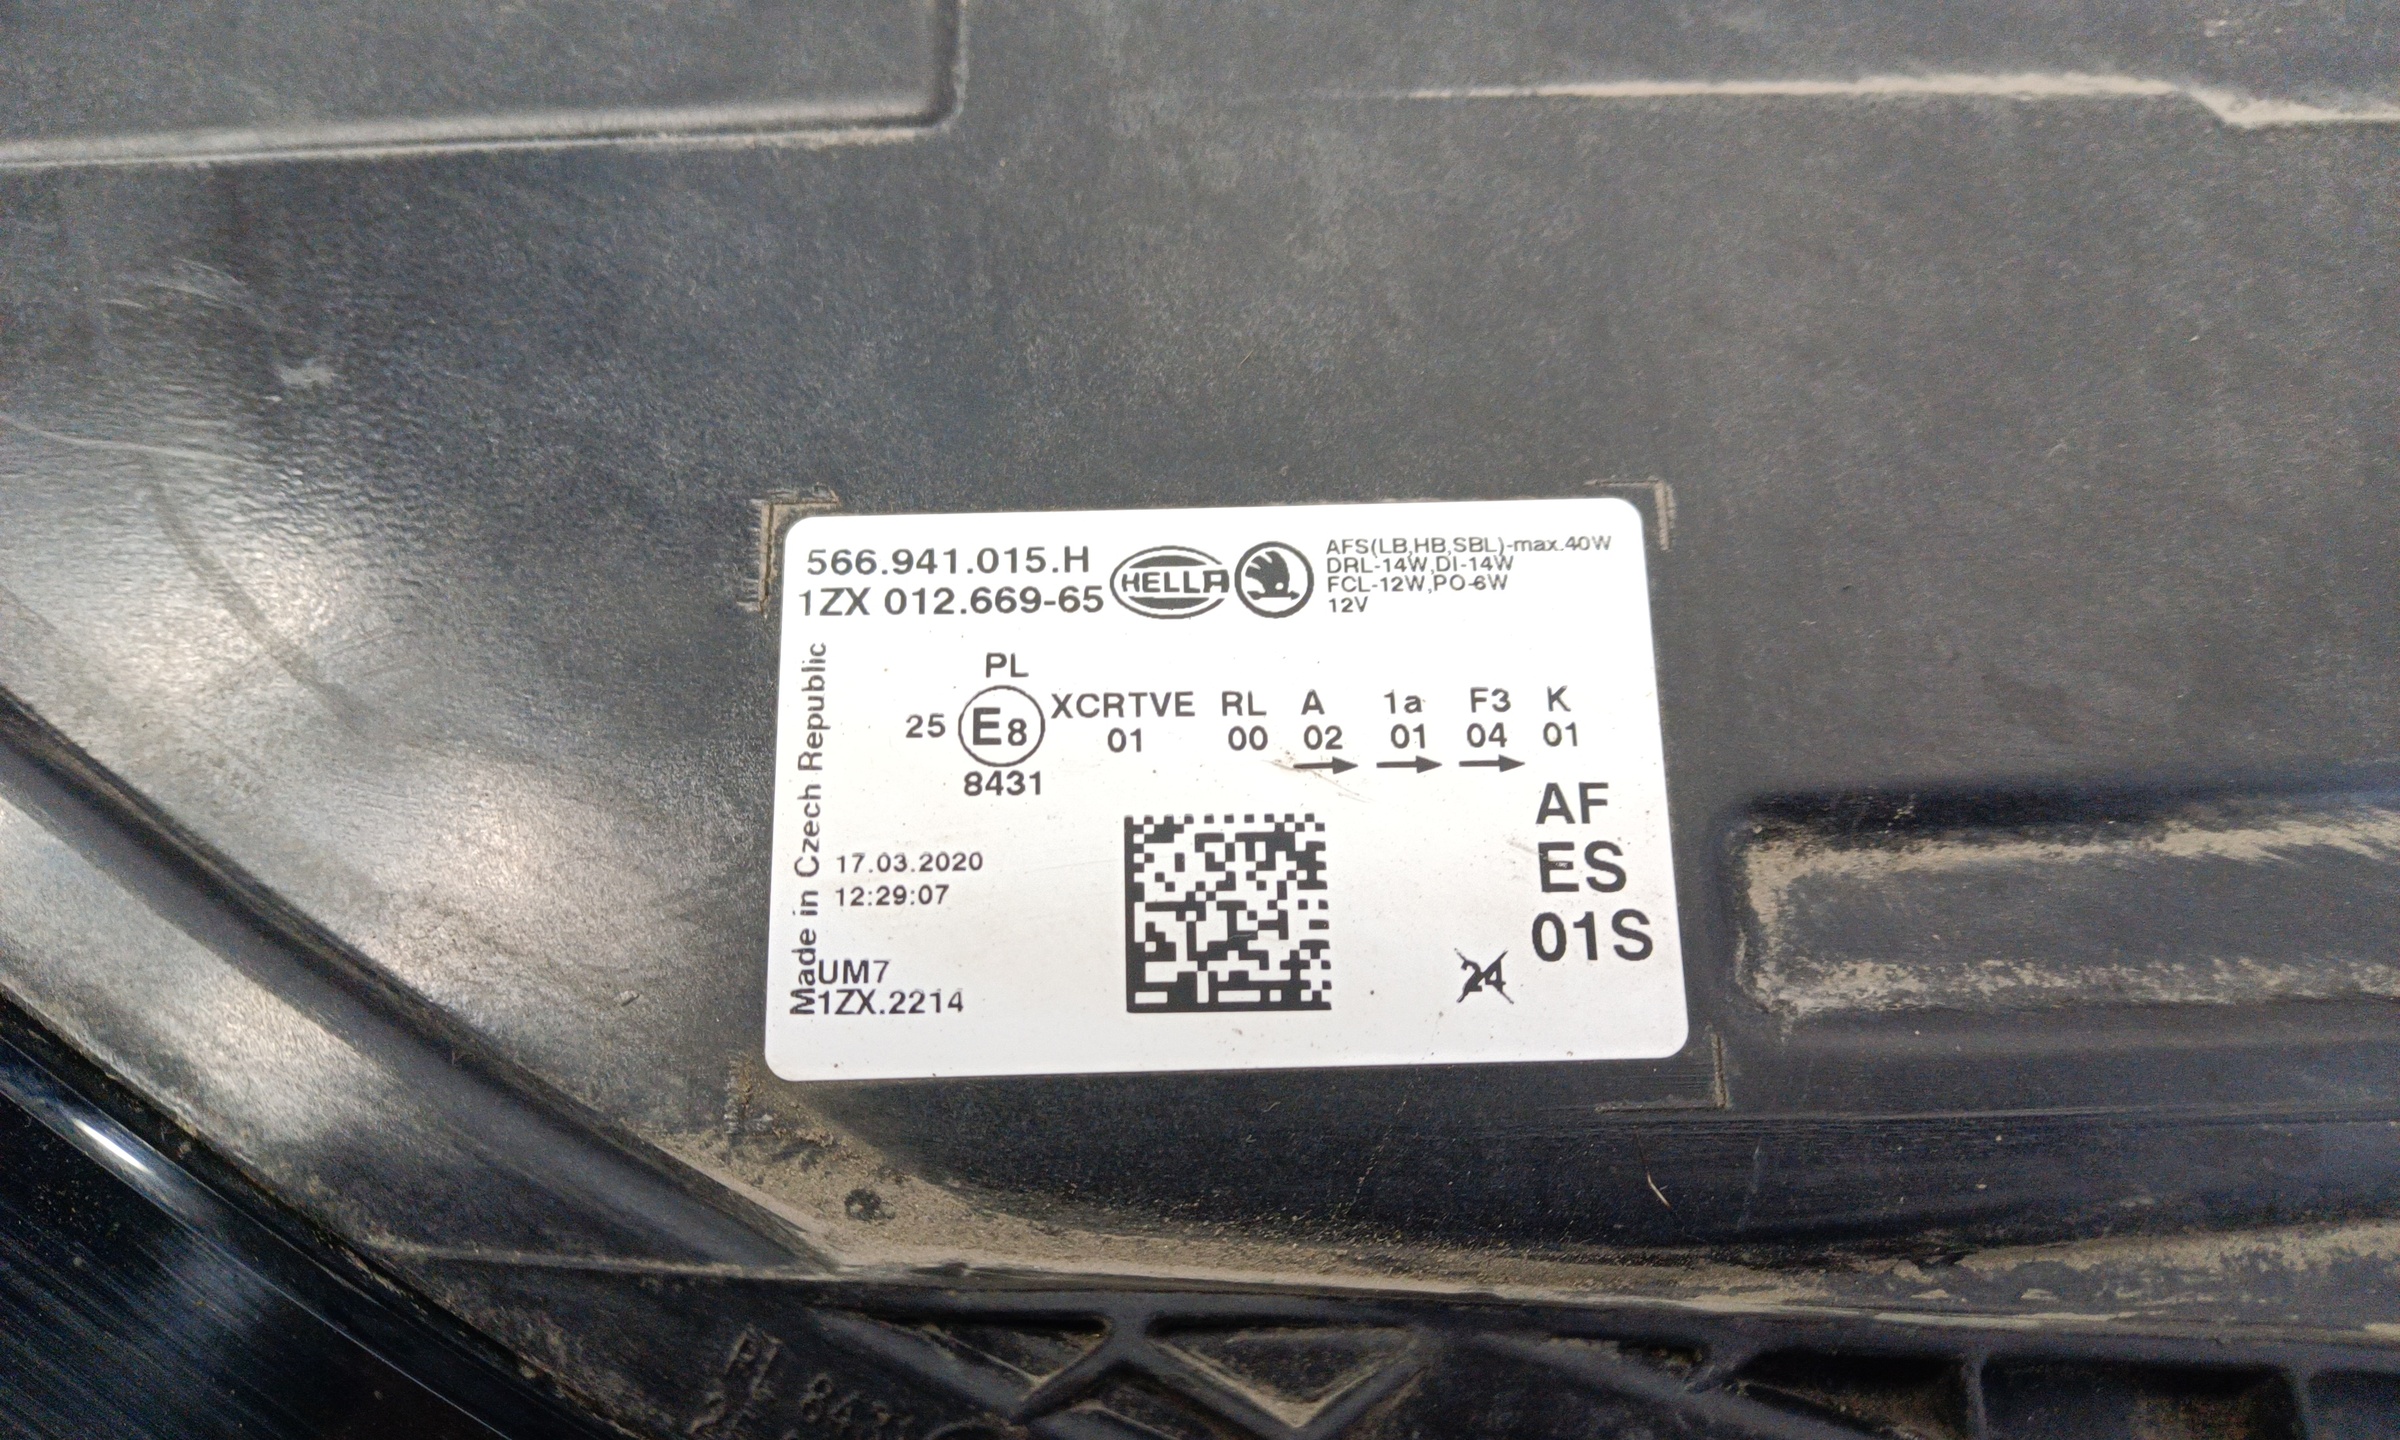 566.941.015.H
1ZX 012.669-65
HELLA
AFS(LB,HB,SBL)-max.40W
DRL-14W,DI-14W
FCL-12W,PO-6W
12V
Made in Czech Republic
PL
25 E8 XCRTVE RL A 1a F3 K
01 00 02 01 04 01
→ → →
8431
AF
ES
01S
17.03.2020
12:29:07
UM7
1ZX.2214
24
PL 843